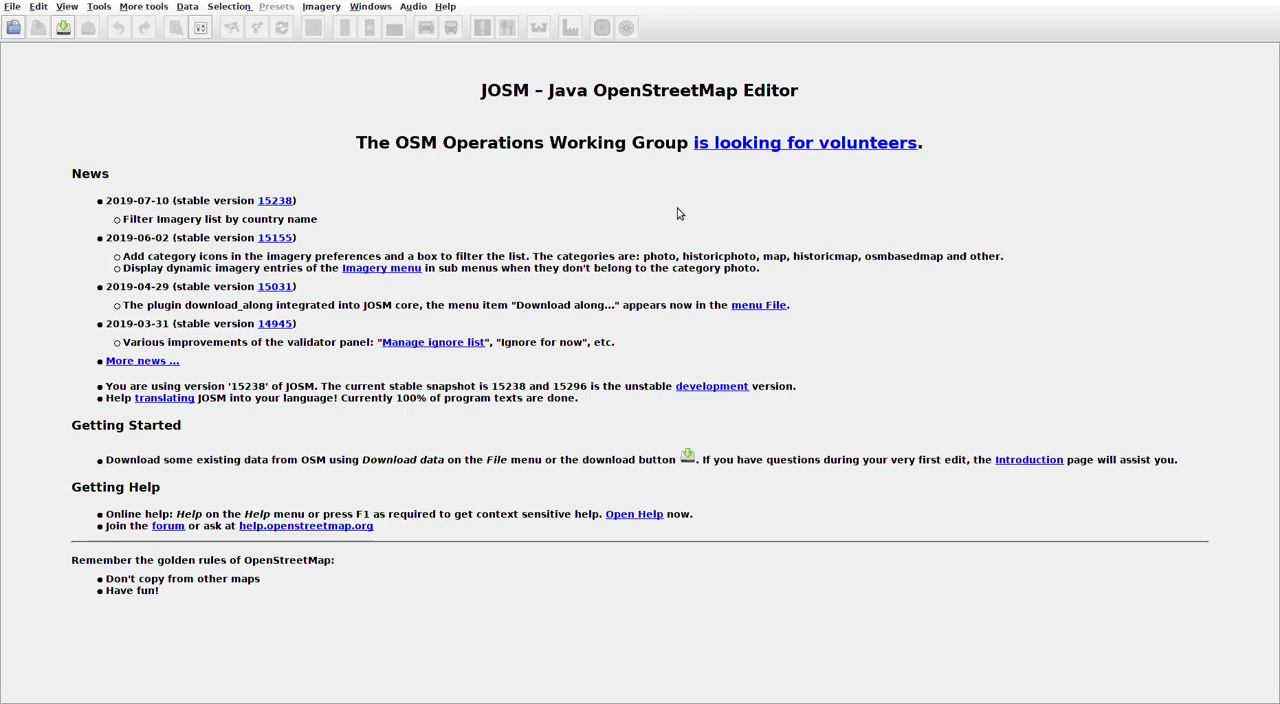 File Edit View Tools More tools Data Selection Presets Imagery Windows Audio Help
JOSM – Java OpenStreetMap Editor
The OSM Operations Working Group is looking for volunteers.
News
2019-07-10 (stable version 15238)
Filter Imagery list by country name
2019-06-02 (stable version 15155)
Add category icons in the imagery preferences and a box to filter the list. The categories are: photo, historicphoto, map, historicmap, osmbasedmap and other.
Display dynamic imagery entries of the Imagery menu in sub menus when they don't belong to the category photo.
2019-04-29 (stable version 15031)
The plugin download_along integrated into JOSM core, the menu item "Download along..." appears now in the menu File.
2019-03-31 (stable version 14945)
Various improvements of the validator panel: "Manage ignore list", "Ignore for now", etc.
More news ...
You are using version '15238' of JOSM. The current stable snapshot is 15238 and 15296 is the unstable development version.
Help translating JOSM into your language! Currently 100% of program texts are done.
Getting Started
Download some existing data from OSM using Download data on the File menu or the download button . If you have questions during your very first edit, the Introduction page will assist you.
Getting Help
Online help: Help on the Help menu or press F1 as required to get context sensitive help. Open Help now.
Join the forum or ask at help.openstreetmap.org
Remember the golden rules of OpenStreetMap:
Don't copy from other maps
Have fun!